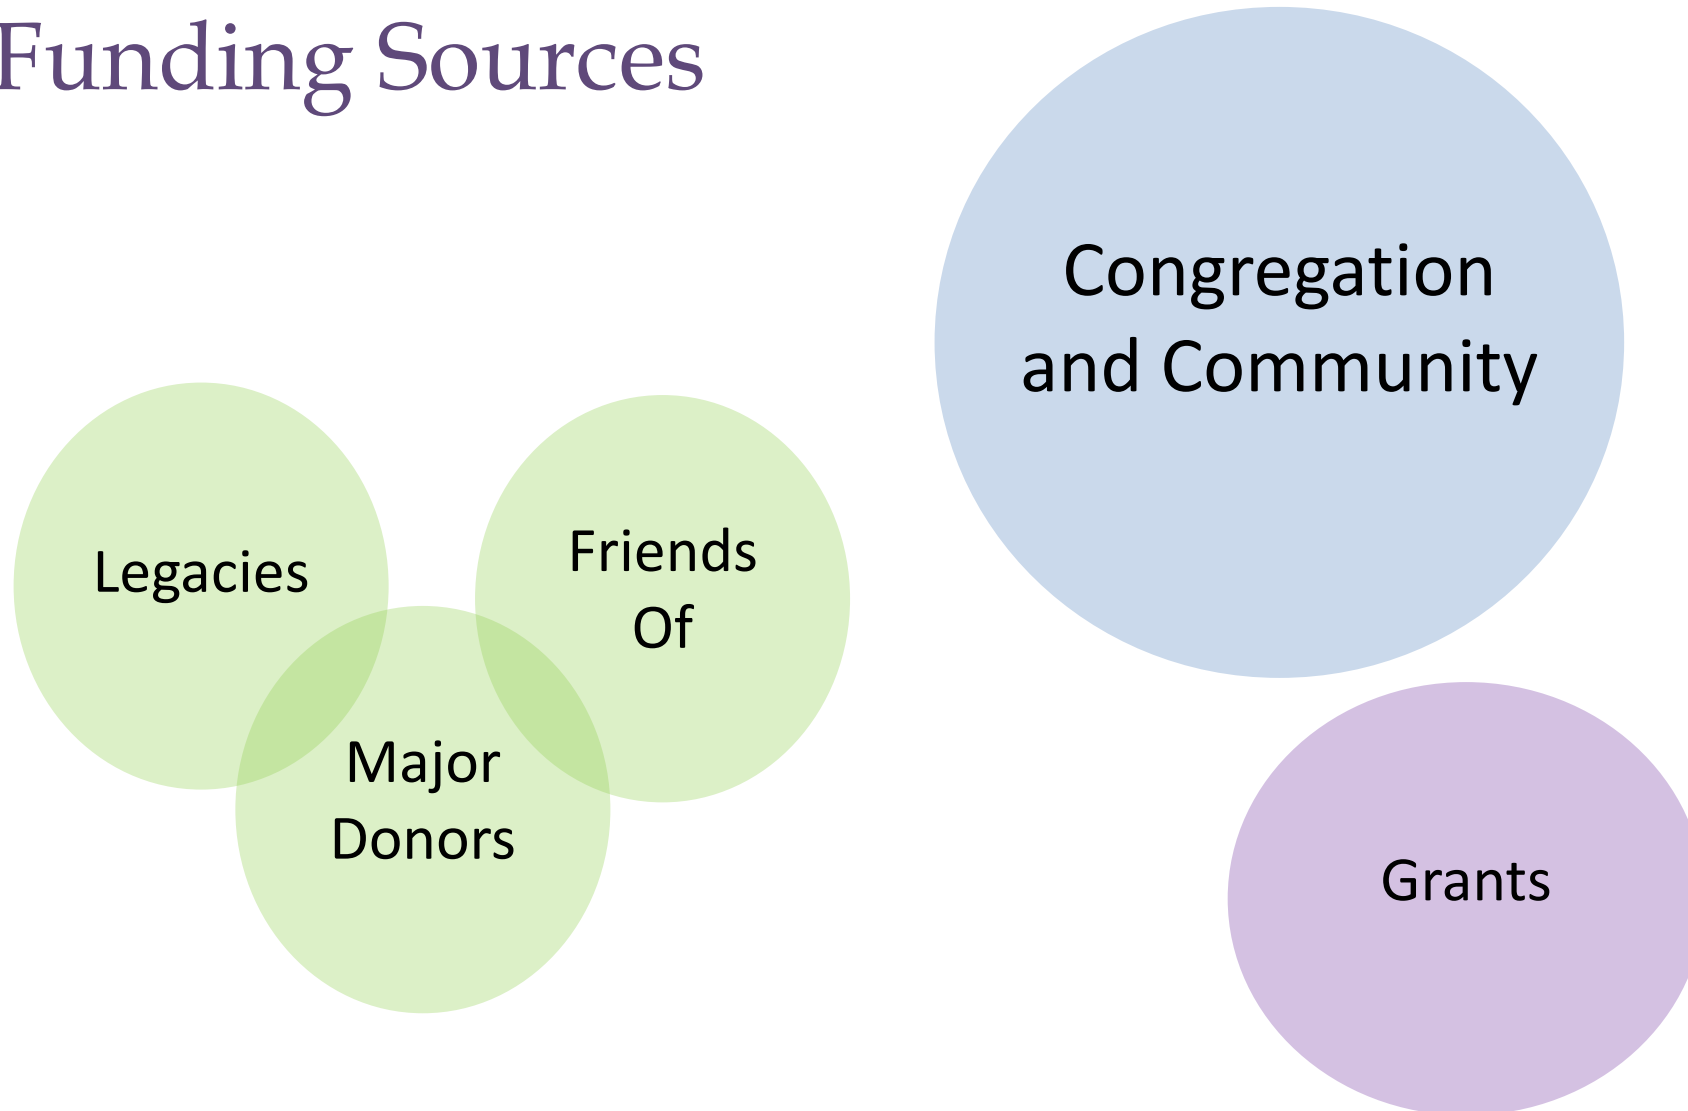 Funding Sources
Congregation
and Community
Legacies
Friends
Of
Major
Donors
Grants